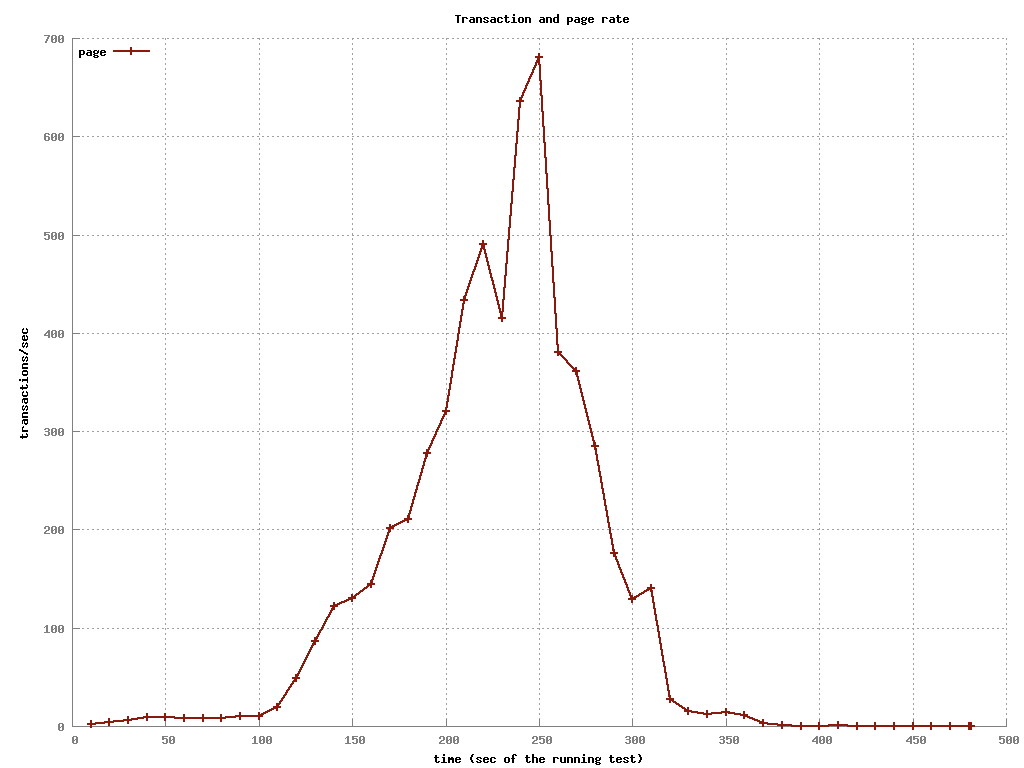 Transaction and page rate
page
700
600
500
400
300
200
100
0
transactions/sec
0 50 100 150 200 250 300 350 400 450 500
time (sec of the running test)